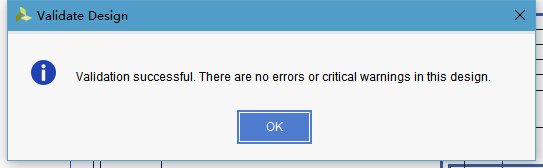 Validate Design
Validation successful. There are no errors or critical warnings in this design.
OK